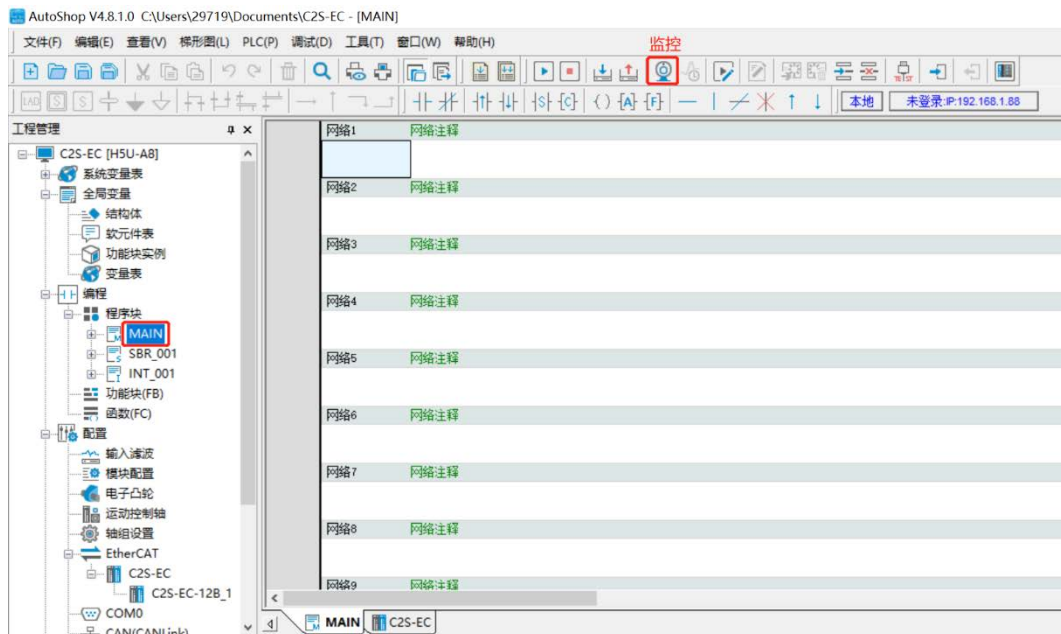 AutoShop V4.8.1.0 C:\Users\29719\Documents\C2S-EC - [MAIN]
文件(F) 编辑(E) 查看(V) 梯形图(L) PLC(P) 调试(D) 工具(T) 窗口(W) 帮助(H)
监控
LAD S S S C A F 本地 未登录:IP:192.168.1.88
工程管理
C2S-EC [H5U-A8]
系统变量表
全局变量
结构体
软元件表
功能块实例
变量表
编程
程序块
MAIN
SBR_001
INT_001
功能块(FB)
函数(FC)
配置
输入滤波
模块配置
电子凸轮
运动控制轴
轴组设置
EtherCAT
C2S-EC
C2S-EC-12B_1
COM0
CAN(CANLink)
网络1 网络注释
网络2 网络注释
网络3 网络注释
网络4 网络注释
网络5 网络注释
网络6 网络注释
网络7 网络注释
网络8 网络注释
网络9 网络注释
MAIN C2S-EC